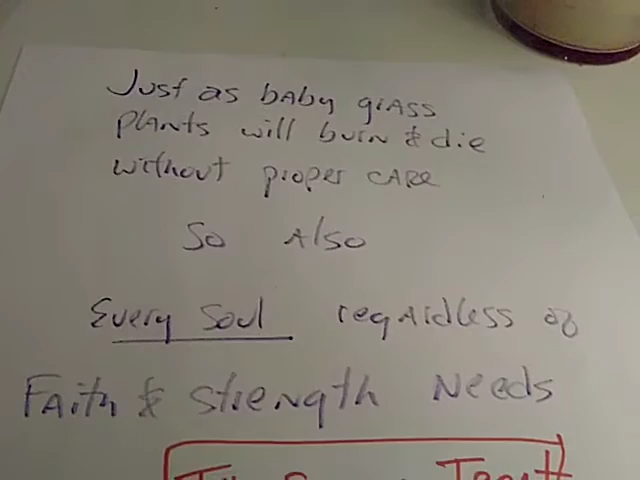 Just as baby grass
plants will burn & die
without proper care
So Also
Every Soul regardless of
Faith & strength Needs